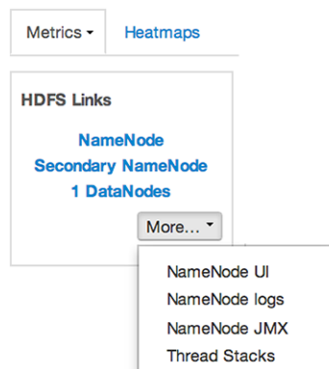 Metrics Heatmaps
HDFS Links
NameNode
Secondary NameNode
1 DataNodes
More...
NameNode UI
NameNode logs
NameNode JMX
Thread Stacks